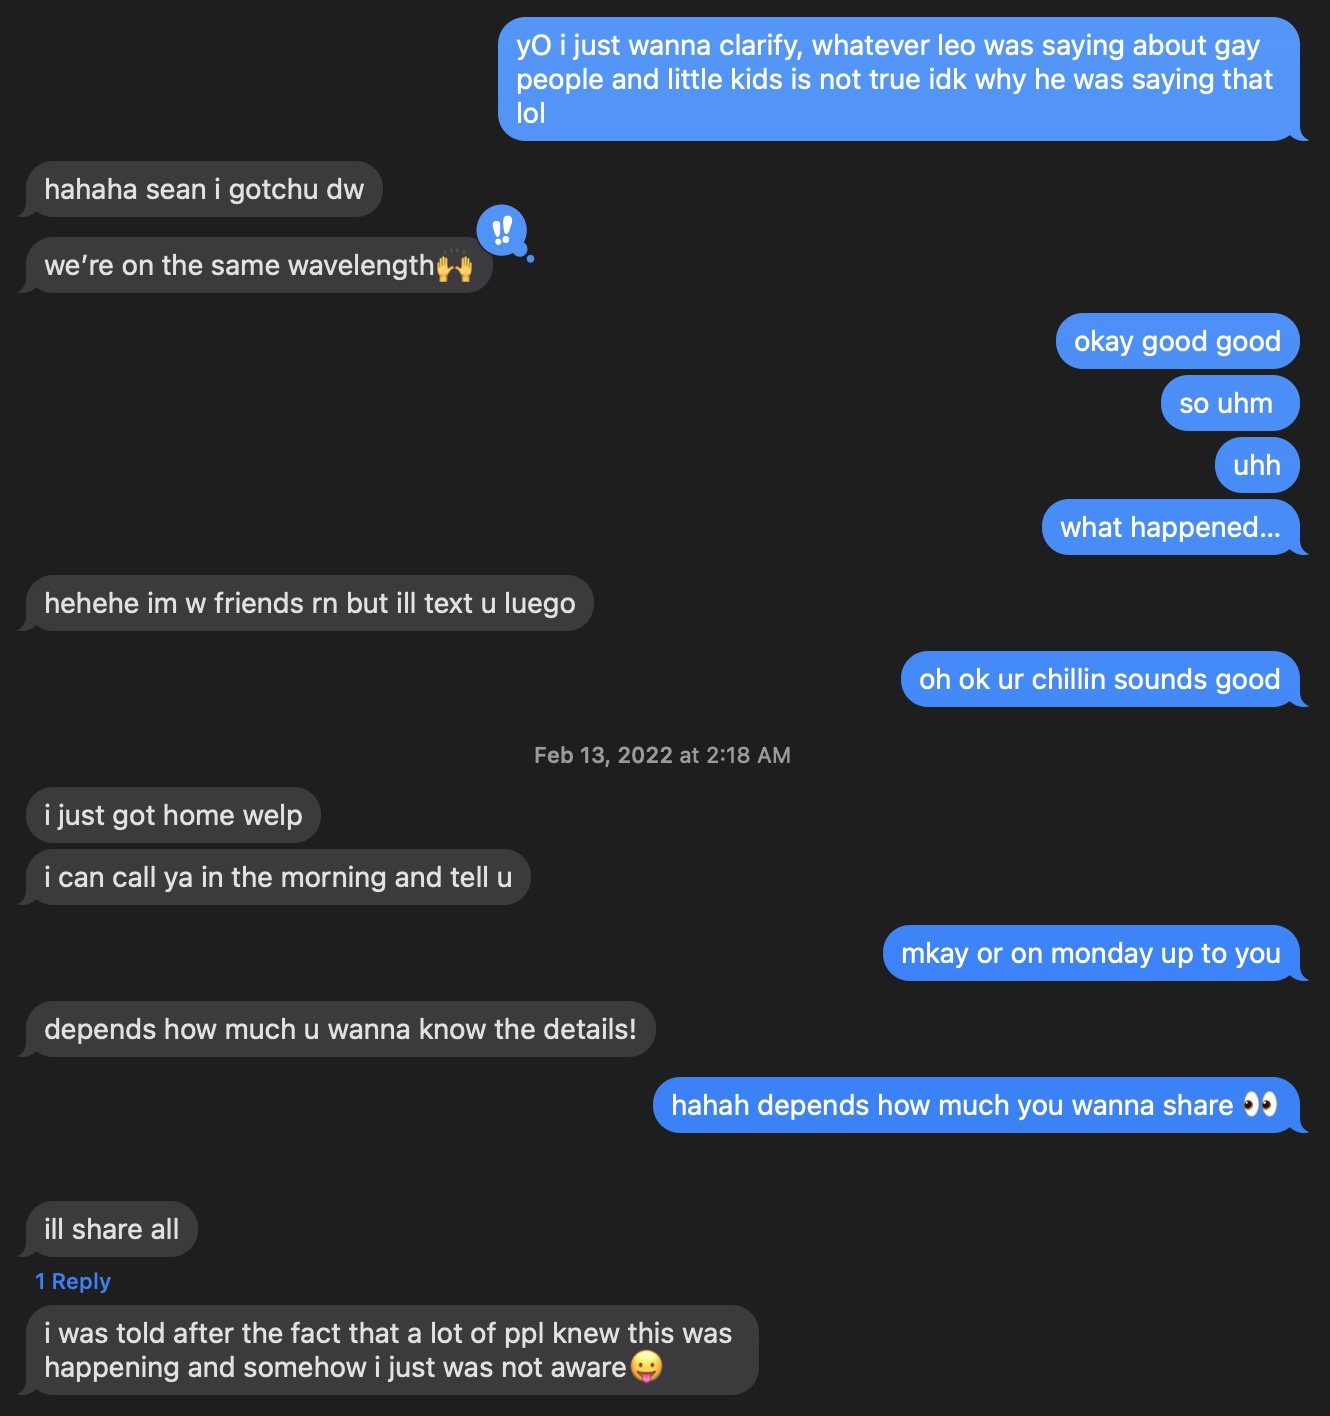 yO i just wanna clarify, whatever leo was saying about gay
people and little kids is not true idk why he was saying that
lol
hahaha sean i gotchu dw
!!
we're on the same wavelength🙌
okay good good
so uhm
uhh
what happened...
hehehe im w friends rn but ill text u luego
oh ok ur chillin sounds good
Feb 13, 2022 at 2:18 AM
i just got home welp
i can call ya in the morning and tell u
mkay or on monday up to you
depends how much u wanna know the details!
hahah depends how much you wanna share 👀
ill share all
1 Reply
i was told after the fact that a lot of ppl knew this was
happening and somehow i just was not aware😛